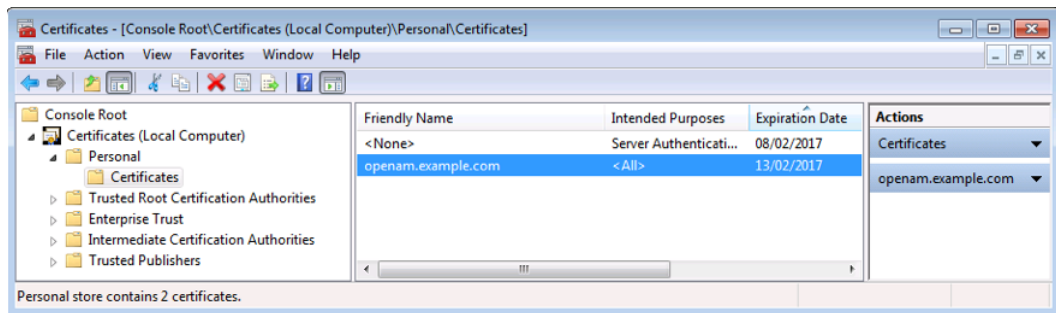 Certificates - [Console Root\Certificates (Local Computer)\Personal\Certificates]
File Action View Favorites Window Help
Console Root
Certificates (Local Computer)
Personal
Certificates
Trusted Root Certification Authorities
Enterprise Trust
Intermediate Certification Authorities
Trusted Publishers
Friendly Name Intended Purposes Expiration Date
<None> Server Authenticati... 08/02/2017
openam.example.com <All> 13/02/2017
Actions
Certificates
openam.example.com
Personal store contains 2 certificates.